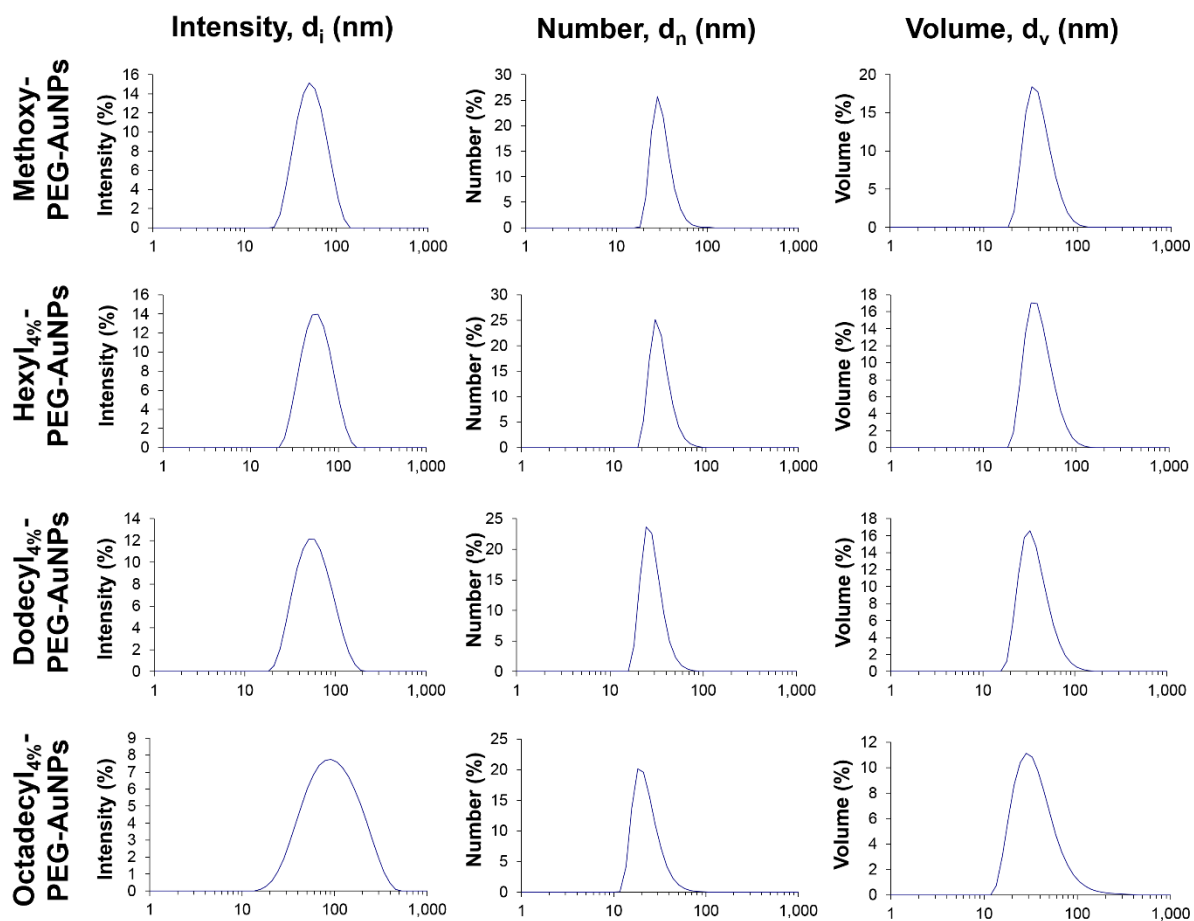 Intensity, di (nm)
Number, dn (nm)
Volume, dv (nm)
Methoxy-
PEG-AuNPs
Intensity (%)
16
14
12
10
8
6
4
2
0
1 10 100 1,000
Number (%)
30
25
20
15
10
5
0
1 10 100 1,000
Volume (%)
20
15
10
5
0
1 10 100 1,000
Hexyl4%-
PEG-AuNPs
Intensity (%)
16
14
12
10
8
6
4
2
0
1 10 100 1,000
Number (%)
30
25
20
15
10
5
0
1 10 100 1,000
Volume (%)
18
16
14
12
10
8
6
4
2
0
1 10 100 1,000
Dodecyl4%-
PEG-AuNPs
Intensity (%)
14
12
10
8
6
4
2
0
1 10 100 1,000
Number (%)
25
20
15
10
5
0
1 10 100 1,000
Volume (%)
18
16
14
12
10
8
6
4
2
0
1 10 100 1,000
Octadecyl4%-
PEG-AuNPs
Intensity (%)
9
8
7
6
5
4
3
2
1
0
1 10 100 1,000
Number (%)
25
20
15
10
5
0
1 10 100 1,000
Volume (%)
12
10
8
6
4
2
0
1 10 100 1,000